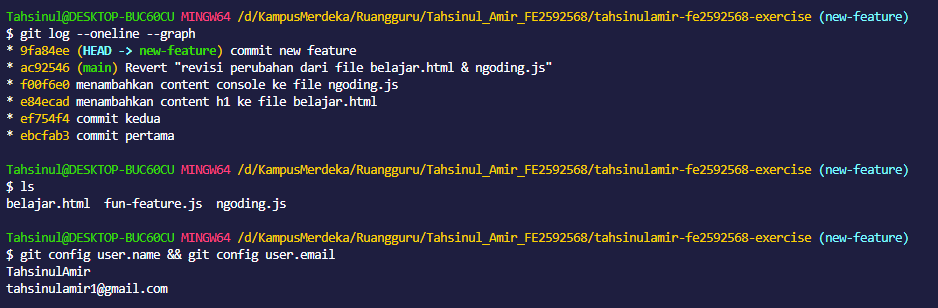 Tahsinul@DESKTOP-BUC60CU MINGW64 /d/KampusMerdeka/Ruangguru/Tahsinul_Amir_FE2592568/tahsinulamir-fe2592568-exercise (new-feature)
$ git log --oneline --graph
* 9fa84ee (HEAD -> new-feature) commit new feature
* ac92546 (main) Revert "revisi perubahan dari file belajar.html & ngoding.js"
* f00f6e0 menambahkan content console ke file ngoding.js
* e84ecad menambahkan content h1 ke file belajar.html
* ef754f4 commit kedua
* ebcfab3 commit pertama
Tahsinul@DESKTOP-BUC60CU MINGW64 /d/KampusMerdeka/Ruangguru/Tahsinul_Amir_FE2592568/tahsinulamir-fe2592568-exercise (new-feature)
$ ls
belajar.html  fun-feature.js  ngoding.js
Tahsinul@DESKTOP-BUC60CU MINGW64 /d/KampusMerdeka/Ruangguru/Tahsinul_Amir_FE2592568/tahsinulamir-fe2592568-exercise (new-feature)
$ git config user.name && git config user.email
TahsinulAmir
tahsinulamir1@gmail.com